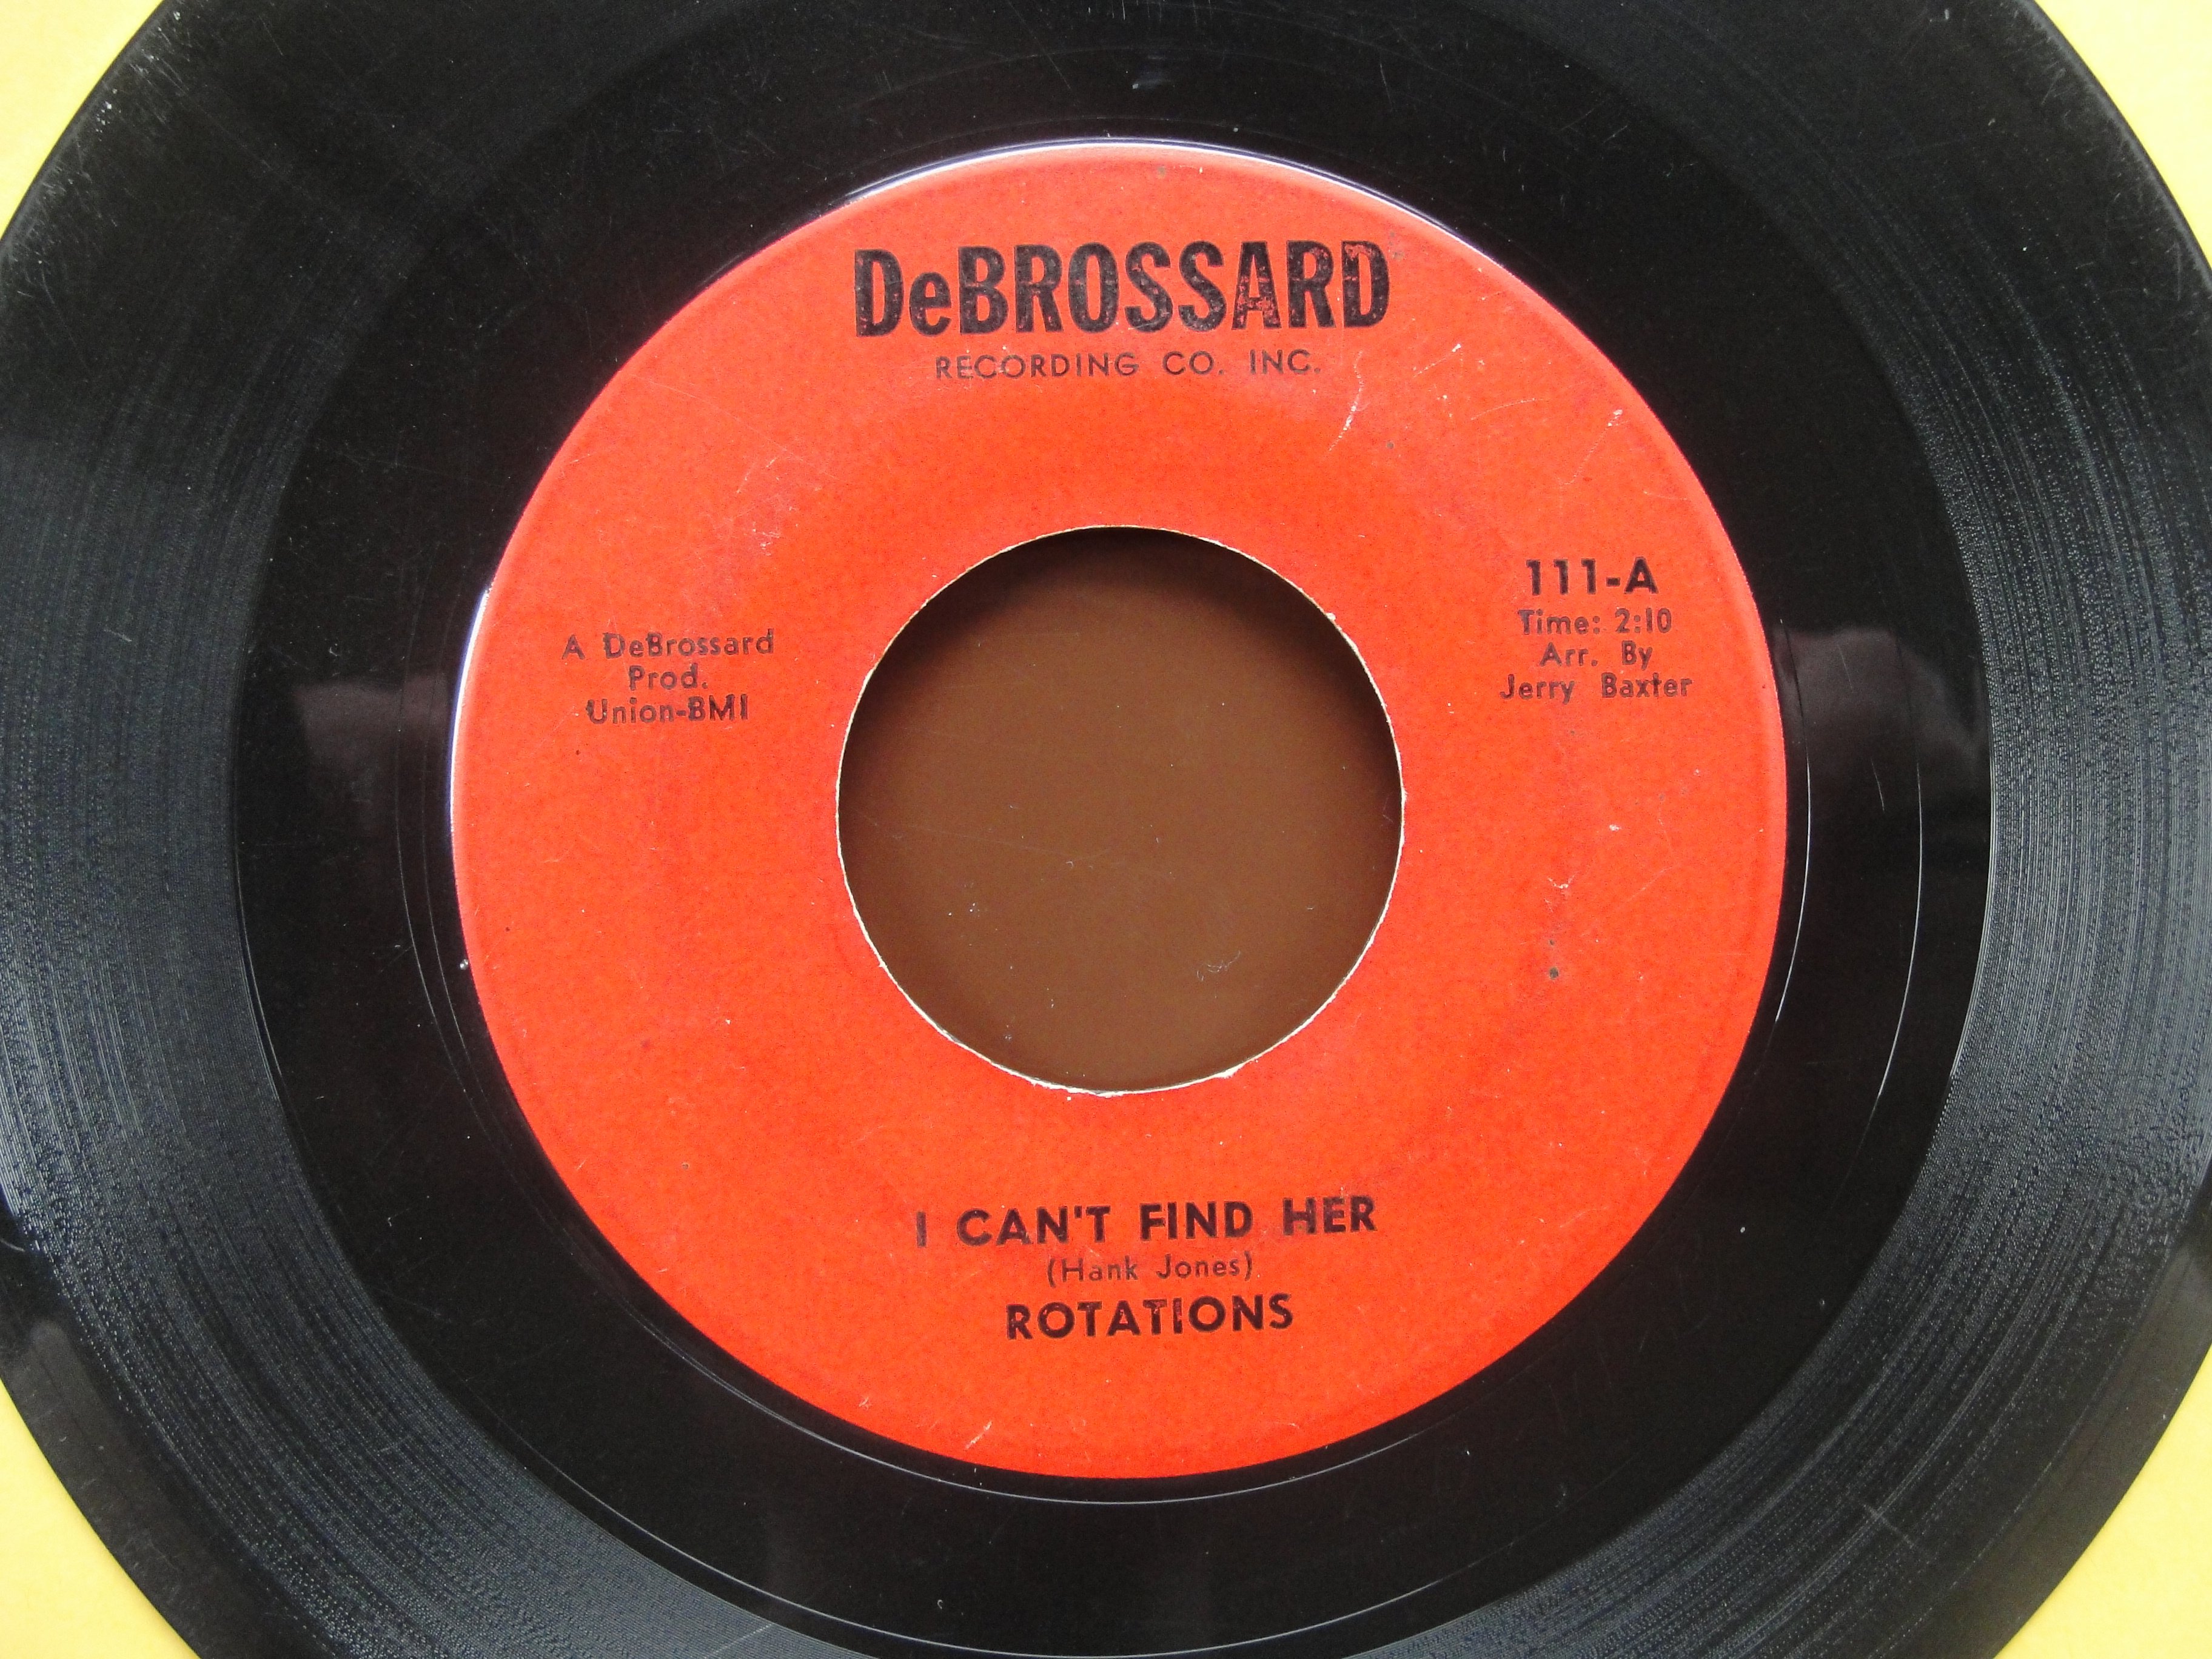 DeBROSSARD
RECORDING CO. INC.
A DeBrossard
Prod.
Union-BMI
111-A
Time: 2:10
Arr. By
Jerry Baxter
I CAN'T FIND HER
(Hank Jones)
ROTATIONS